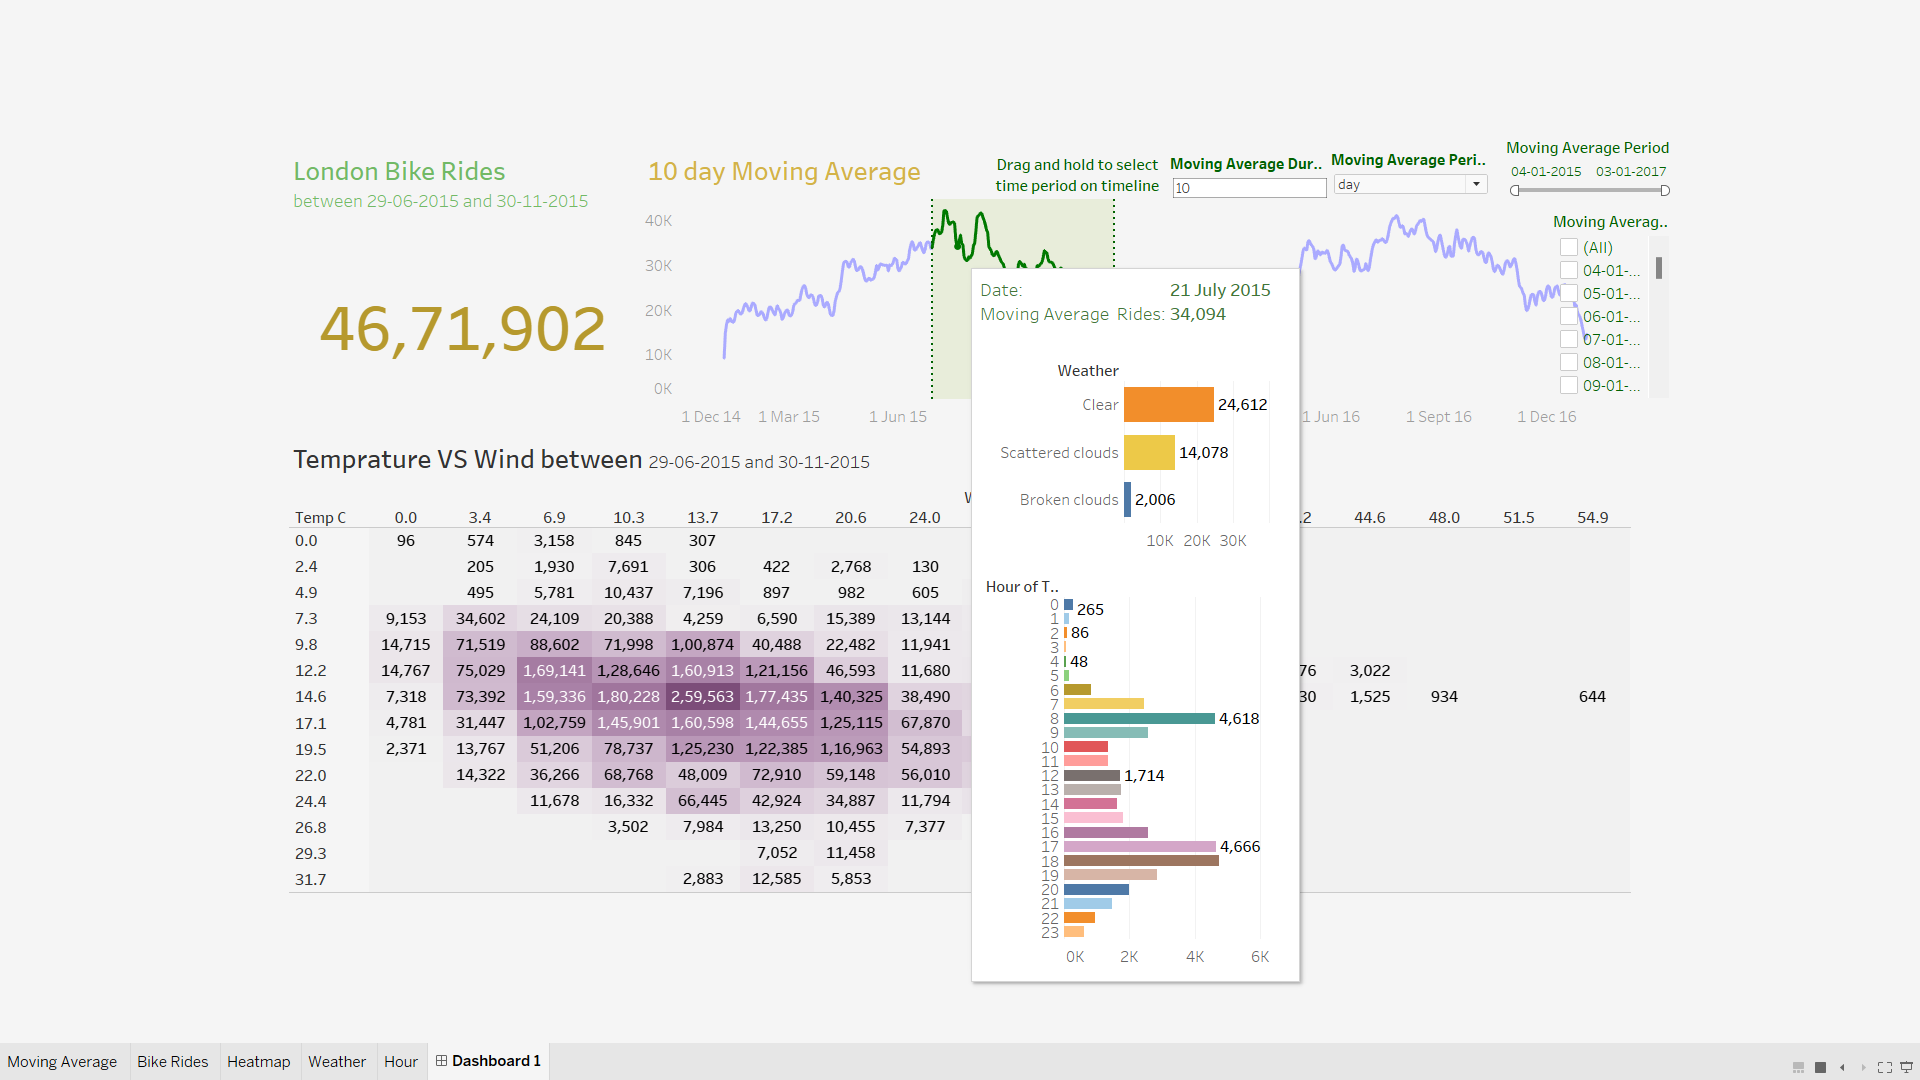 London Bike Rides
between 29-06-2015 and 30-11-2015
46,71,902
10 day Moving Average
Drag and hold to select
time period on timeline
Moving Average Dur..
10
Moving Average Peri..
day
Moving Average Period
04-01-2015 03-01-2017
Moving Averag..
(All)
04-01-...
05-01-...
06-01-...
07-01-...
08-01-...
09-01-...
40K
30K
20K
10K
0K
1 Dec 14 1 Mar 15 1 Jun 15 1 Jun 16 1 Sept 16 1 Dec 16
Date: 21 July 2015
Moving Average Rides: 34,094
Weather
Clear 24,612
Scattered clouds 14,078
Broken clouds 2,006
10K 20K 30K
Hour of T..
0 265
1
2 86
3
4 48
5
6
7
8 4,618
9
10
11
12 1,714
13
14
15
16
17 4,666
18
19
20
21
22
23
0K 2K 4K 6K
Temprature VS Wind between 29-06-2015 and 30-11-2015
Temp C 0.0 3.4 6.9 10.3 13.7 17.2 20.6 24.0 .2 44.6 48.0 51.5 54.9
0.0 96 574 3,158 845 307
2.4 205 1,930 7,691 306 422 2,768 130
4.9 495 5,781 10,437 7,196 897 982 605
7.3 9,153 34,602 24,109 20,388 4,259 6,590 15,389 13,144
9.8 14,715 71,519 88,602 71,998 1,00,874 40,488 22,482 11,941
12.2 14,767 75,029 1,69,141 1,28,646 1,60,913 1,21,156 46,593 11,680 76 3,022
14.6 7,318 73,392 1,59,336 1,80,228 2,59,563 1,77,435 1,40,325 38,490 30 1,525 934 644
17.1 4,781 31,447 1,02,759 1,45,901 1,60,598 1,44,655 1,25,115 67,870
19.5 2,371 13,767 51,206 78,737 1,25,230 1,22,385 1,16,963 54,893
22.0 14,322 36,266 68,768 48,009 72,910 59,148 56,010
24.4 11,678 16,332 66,445 42,924 34,887 11,794
26.8 3,502 7,984 13,250 10,455 7,377
29.3 7,052 11,458
31.7 2,883 12,585 5,853
Moving Average Bike Rides Heatmap Weather Hour Dashboard 1